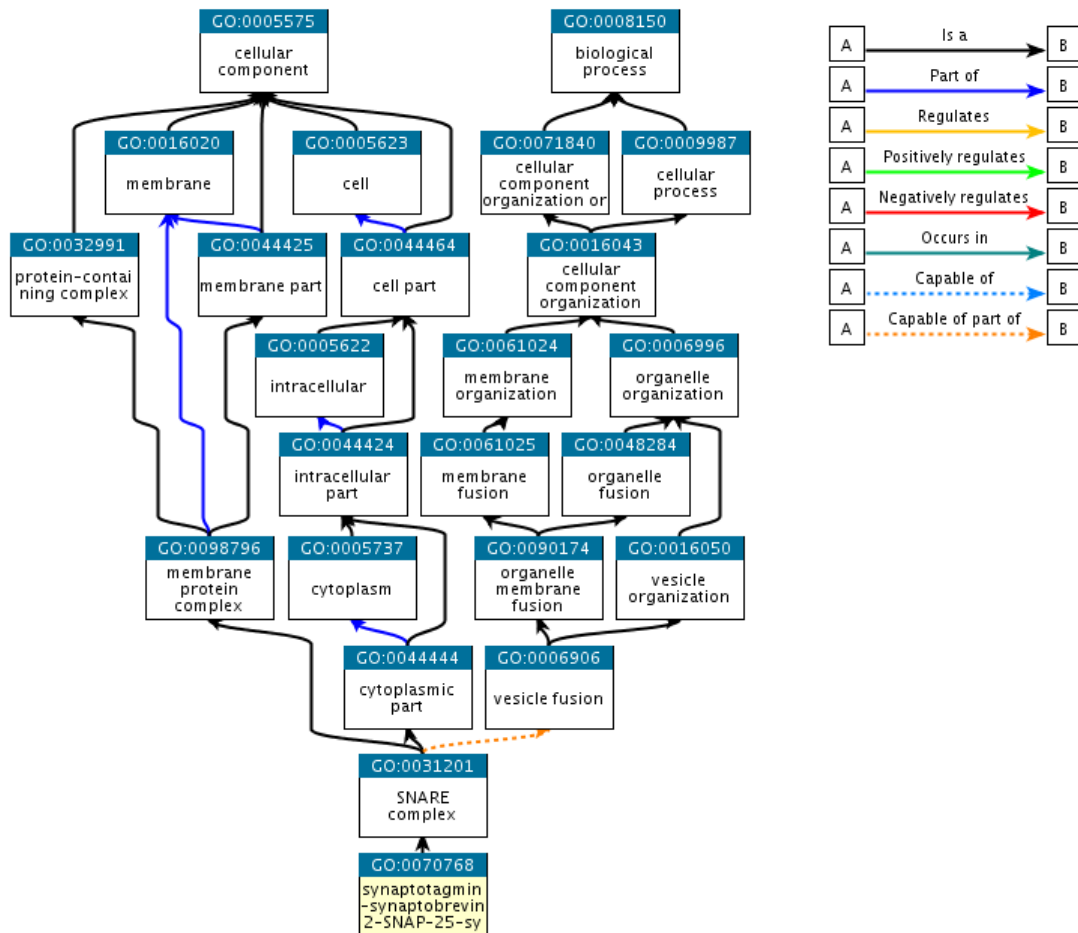 GO:0005575
cellular
component
GO:0008150
biological
process
A Is a B
A Part of B
A Regulates B
A Positively regulates B
A Negatively regulates B
A Occurs in B
A Capable of B
A Capable of part of B
GO:0016020
membrane
GO:0005623
cell
GO:0071840
cellular
component
organization or
GO:0009987
cellular
process
GO:0032991
protein-contai
ning complex
GO:0044425
membrane part
GO:0044464
cell part
GO:0016043
cellular
component
organization
GO:0005622
intracellular
GO:0061024
membrane
organization
GO:0006996
organelle
organization
GO:0044424
intracellular
part
GO:0061025
membrane
fusion
GO:0048284
organelle
fusion
GO:0098796
membrane
protein
complex
GO:0005737
cytoplasm
GO:0090174
organelle
membrane
fusion
GO:0016050
vesicle
organization
GO:0044444
cytoplasmic
part
GO:0006906
vesicle fusion
GO:0031201
SNARE
complex
GO:0070768
synaptotagmin
-synaptobrevin
2-SNAP-25-sy